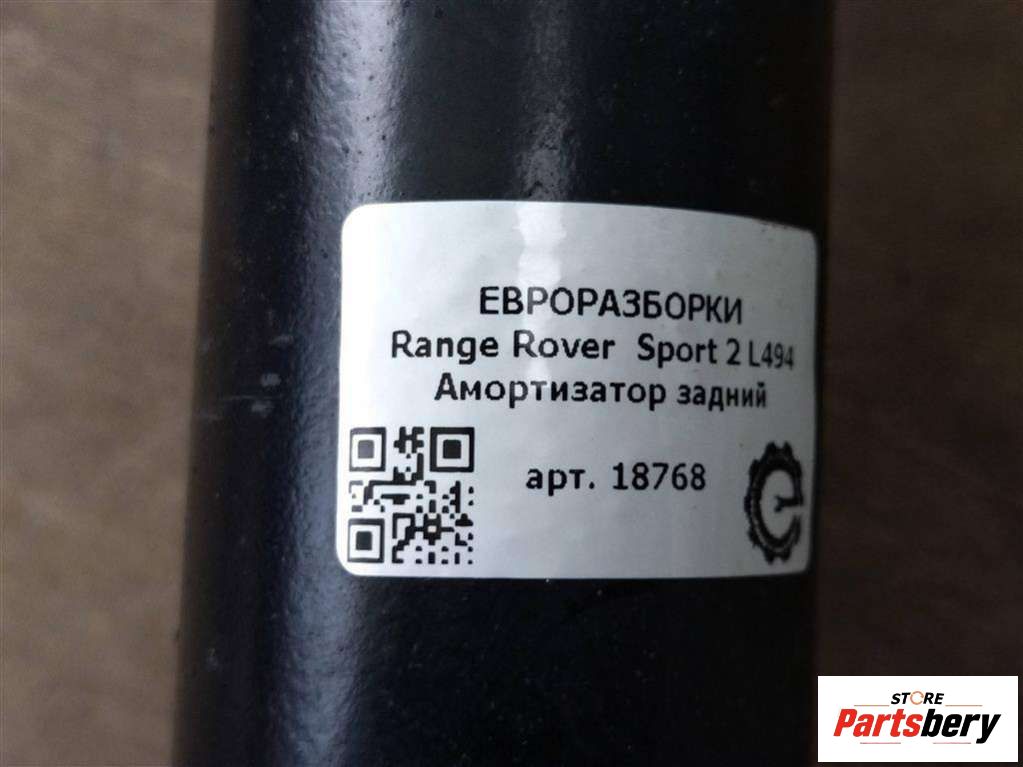 ЕВРОРАЗБОРКИ
Range Rover Sport 2 L494
Амортизатор задний
арт. 18768
STORE
Partsbery